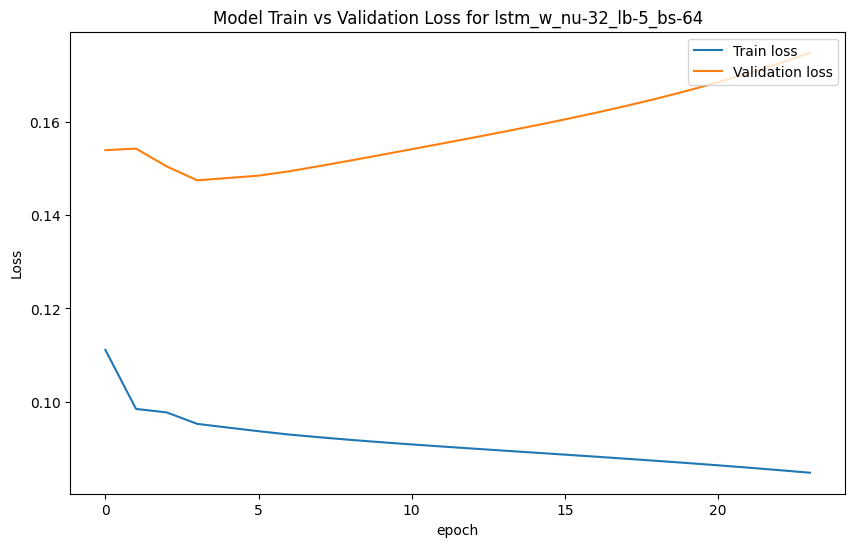 Model Train vs Validation Loss for lstm_w_nu-32_lb-5_bs-64
Train loss
Validation loss
0.16
0.14
0.12
0.10
Loss
0 5 10 15 20
epoch